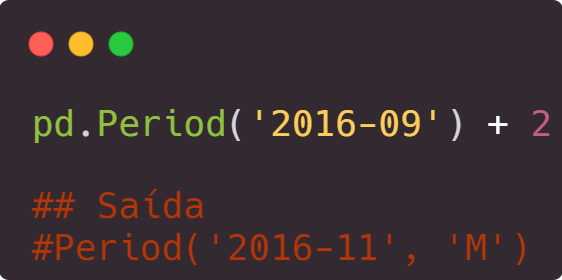 pd.Period('2016-09') + 2
## Saída
#Period('2016-11', 'M')